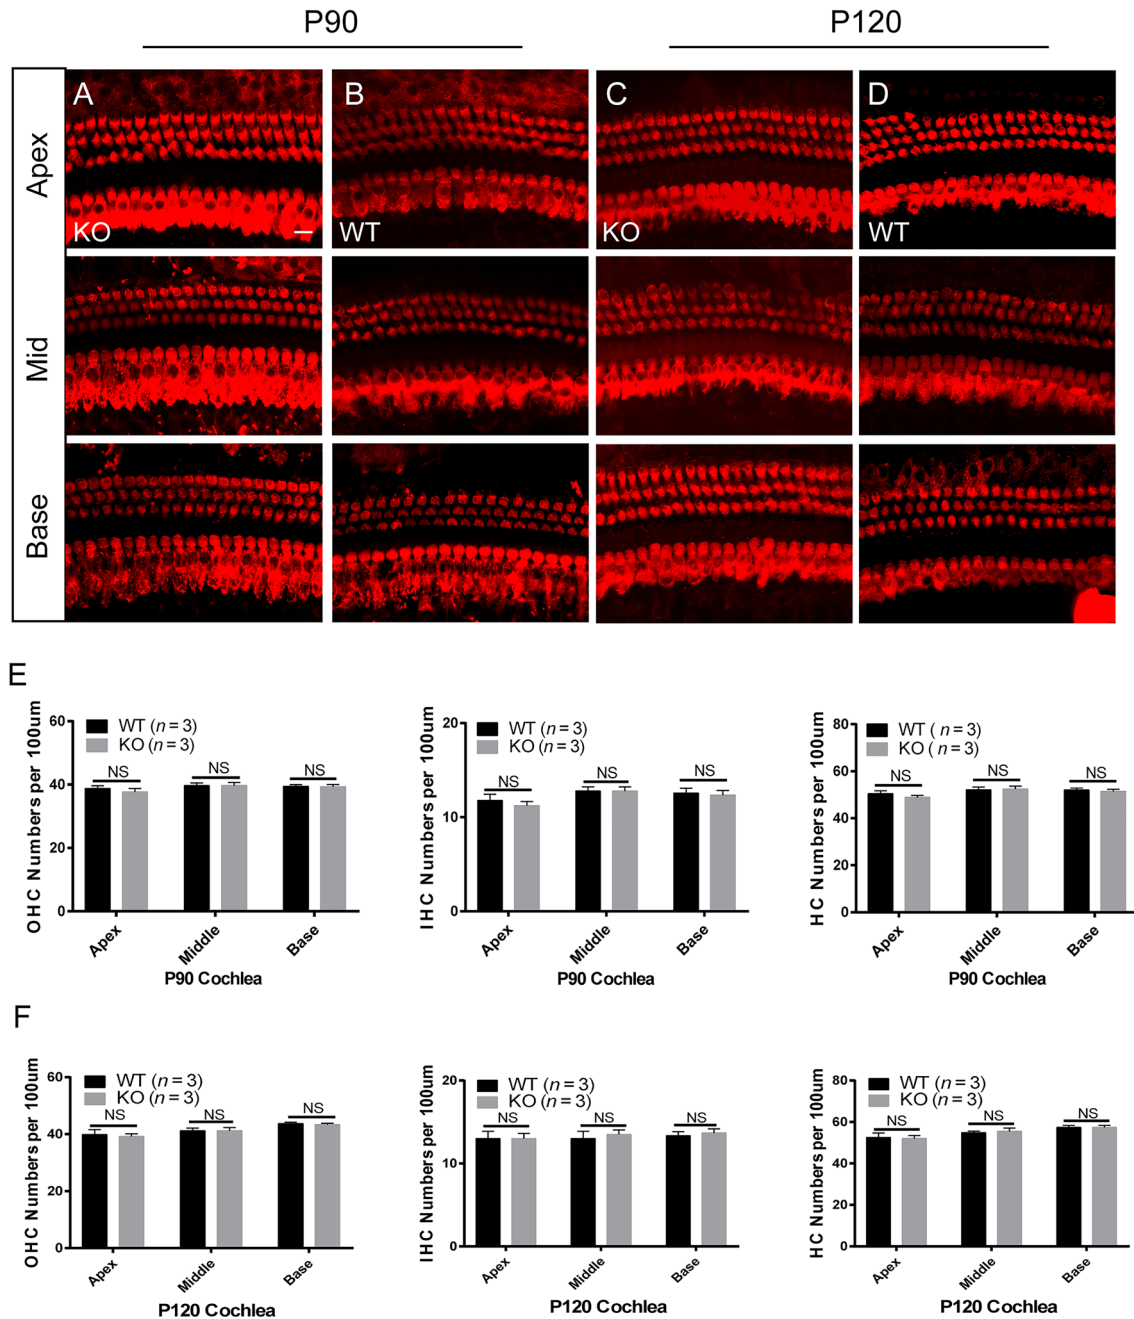 P90 P120
Apex
A B C D
KO WT KO WT
Mid
Base
E
OHC Numbers per 100um
60
40
20
0
WT (n = 3)
KO (n = 3)
NS NS NS
Apex Middle Base
P90 Cochlea
IHC Numbers per 100um
20
10
0
WT (n = 3)
KO (n = 3)
NS NS NS
Apex Middle Base
P90 Cochlea
HC Numbers per 100um
80
60
40
20
0
WT ( n = 3)
KO ( n = 3)
NS NS NS
Apex Middle Base
P90 Cochlea
F
OHC Numbers per 100um
60
40
20
0
WT (n = 3)
KO (n = 3)
NS NS NS
Apex Middle Base
P120 Cochlea
IHC Numbers per 100um
20
10
0
WT (n = 3)
KO (n = 3)
NS NS NS
Apex Middle Base
P120 Cochlea
HC Numbers per 100um
80
60
40
20
0
WT (n = 3)
KO (n = 3)
NS NS NS
Apex Middle Base
P120 Cochlea